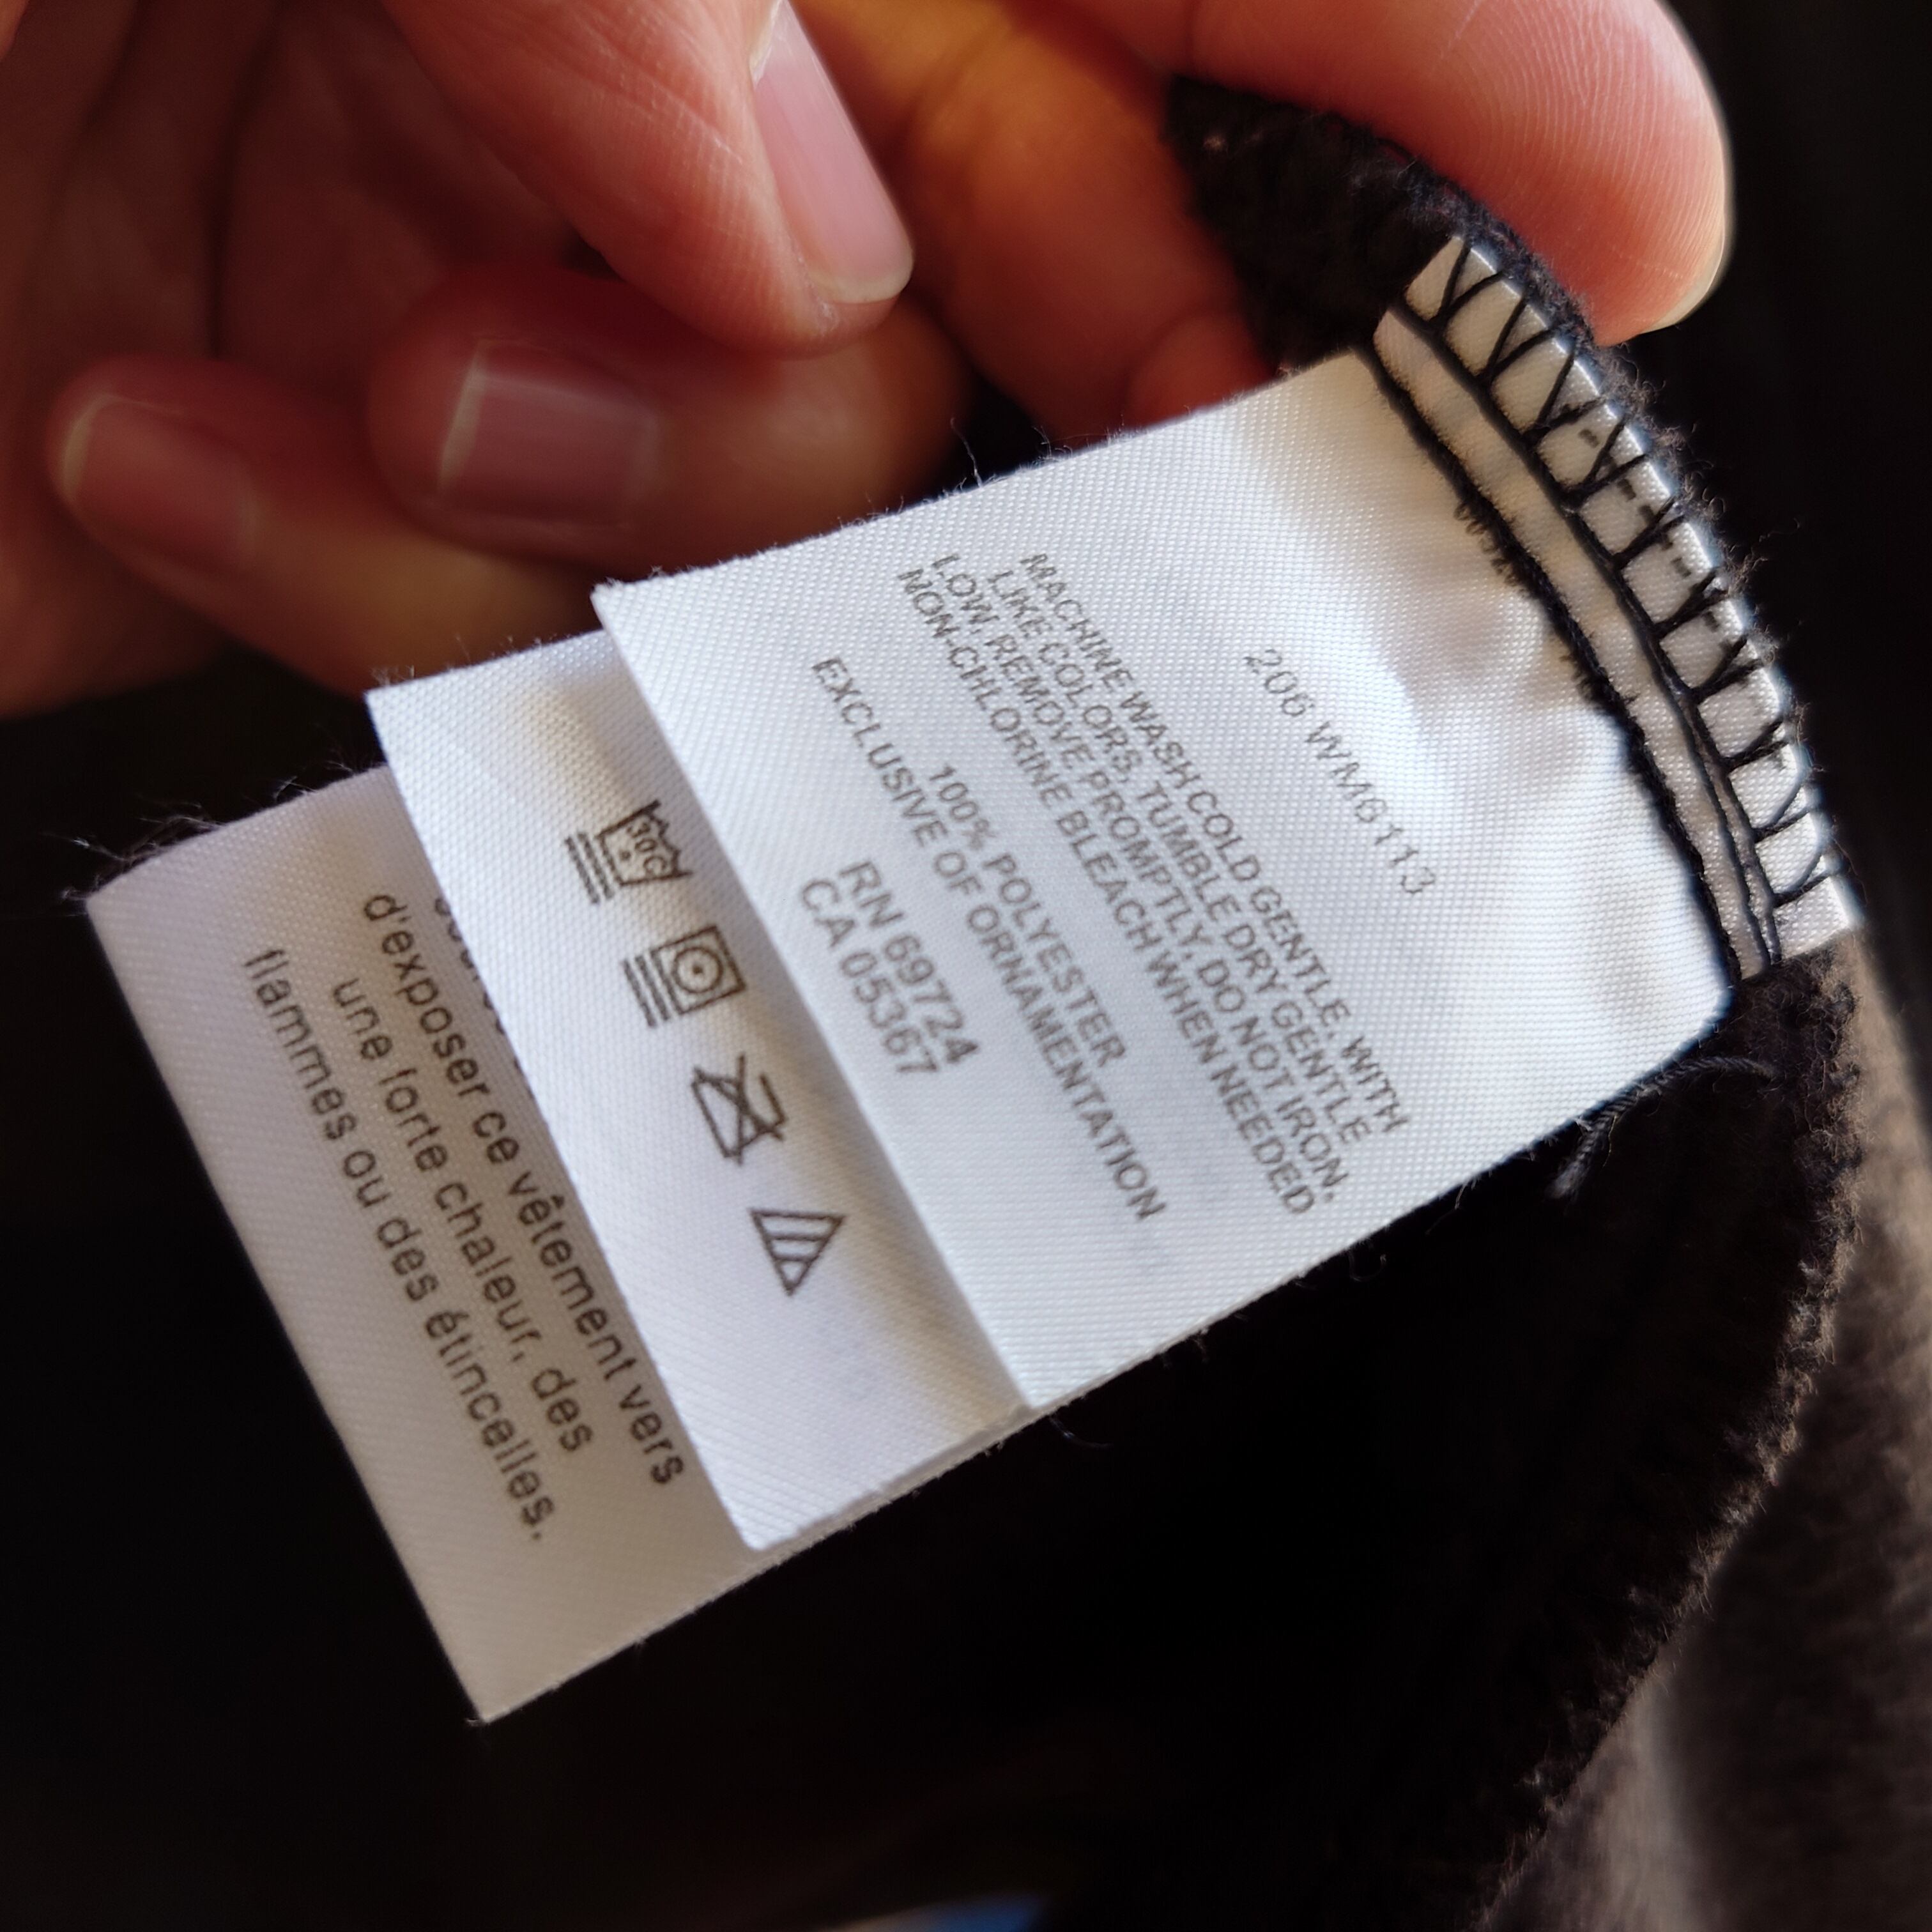 206 WM6113
MACHINE WASH COLD GENTLE, WITH
LIKE COLORS. TUMBLE DRY GENTLE
LOW, REMOVE PROMPTLY, DO NOT IRON,
NON-CHLORINE BLEACH WHEN NEEDED
EXCLUSIVE OF ORNAMENTATION
100% POLYESTER
RN 69724
CA 05367
30C
d'exposer ce vêtement vers
une forte chaleur, des
flammes ou des étincelles.